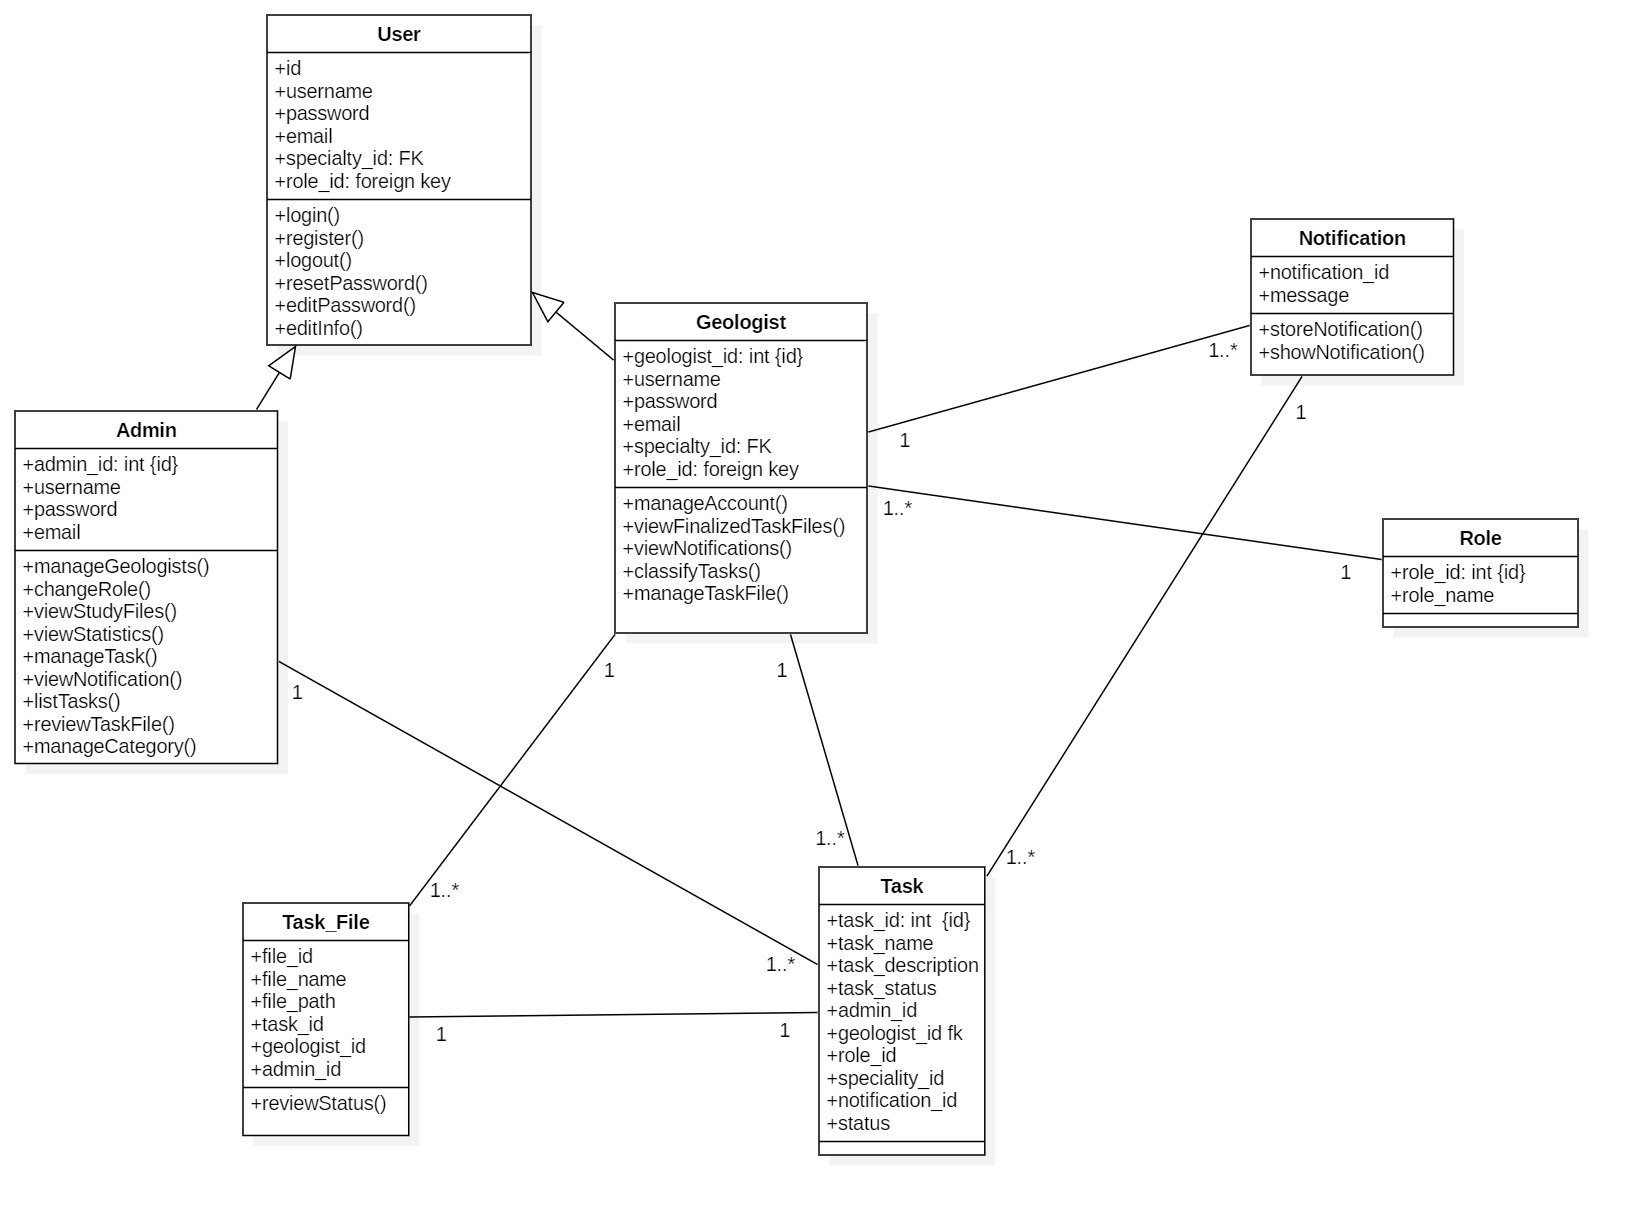 User
+id
+username
+password
+email
+specialty_id: FK
+role_id: foreign key
+login()
+register()
+logout()
+resetPassword()
+editPassword()
+editInfo()
Notification
+notification_id
+message
+storeNotification()
+showNotification()
Geologist
+geologist_id: int {id}
+username
+password
+email
+specialty_id: FK
+role_id: foreign key
+manageAccount()
+viewFinalizedTaskFiles()
+viewNotifications()
+classifyTasks()
+manageTaskFile()
1..*
1
1
1..*
1
Admin
+admin_id: int {id}
+username
+password
+email
+manageGeologists()
+changeRole()
+viewStudyFiles()
+viewStatistics()
+manageTask()
+viewNotification()
+listTasks()
+reviewTaskFile()
+manageCategory()
Role
+role_id: int {id}
+role_name
1
1
1
1..*
1..*
1..*
1..*
1
1
Task_File
+file_id
+file_name
+file_path
+task_id
+geologist_id
+admin_id
+reviewStatus()
Task
+task_id: int  {id}
+task_name
+task_description
+task_status
+admin_id
+geologist_id fk
+role_id
+speciality_id
+notification_id
+status